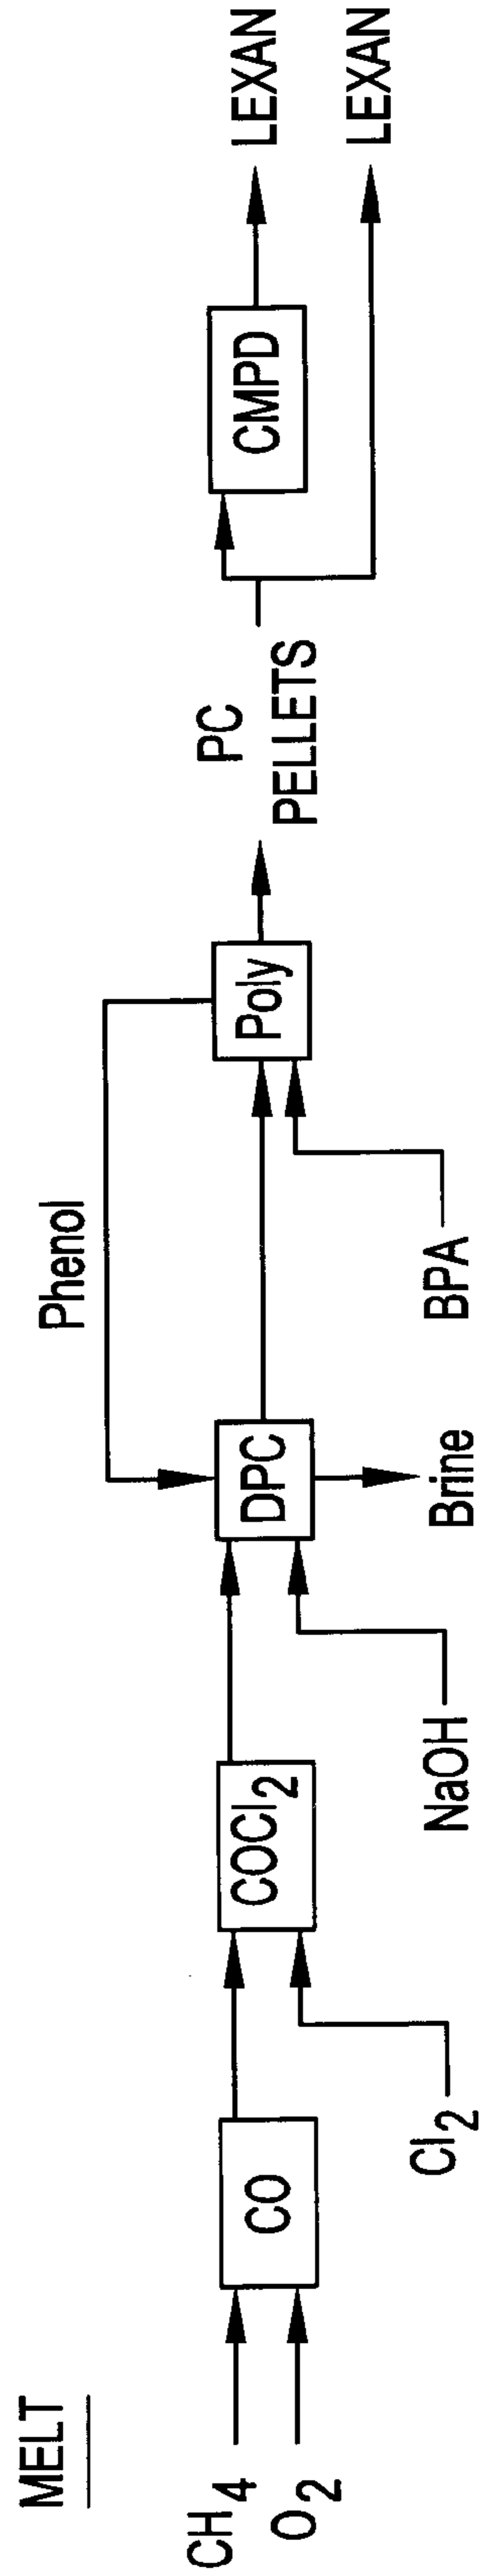 MELT
CH4
O2
CO
Cl2
COCl2
NaOH
DPC
Brine
Phenol
BPA
Poly
PC
PELLETS
CMPD
LEXAN
LEXAN